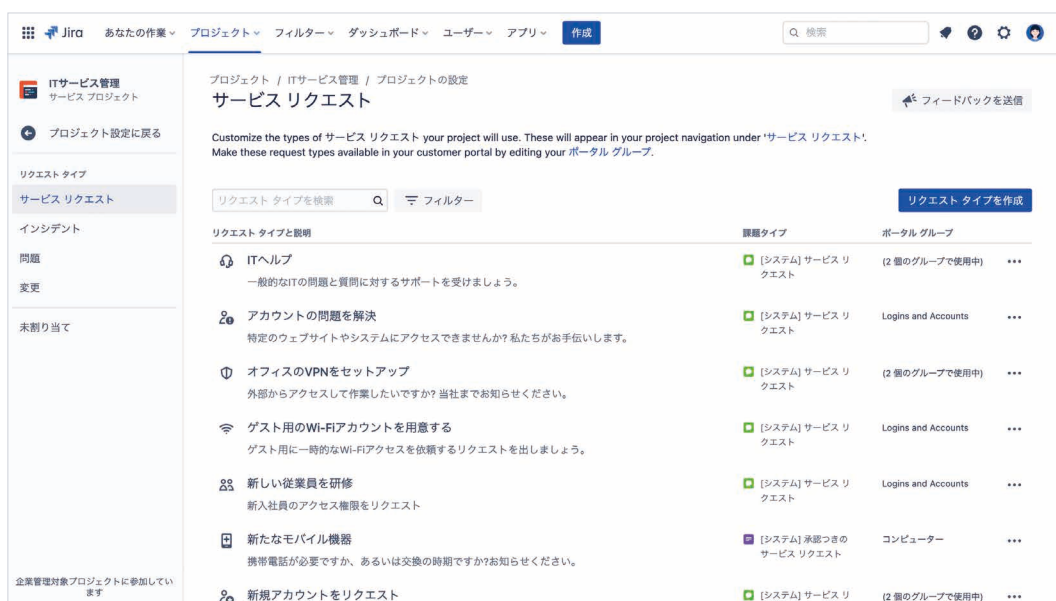 Jira あなたの作業 プロジェクト フィルター ダッシュボード ユーザー アプリ 作成 検索
ITサービス管理
サービス プロジェクト
プロジェクト設定に戻る
リクエスト タイプ
サービス リクエスト
インシデント
問題
変更
未割り当て
企業管理対象プロジェクトに参加してい
ます
プロジェクト / ITサービス管理 / プロジェクトの設定
サービス リクエスト
フィードバックを送信
Customize the types of サービス リクエスト your project will use. These will appear in your project navigation under 'サービス リクエスト'.
Make these request types available in your customer portal by editing your ポータル グループ.
リクエスト タイプを検索 フィルター リクエスト タイプを作成
リクエスト タイプと説明 課題タイプ ポータル グループ
ITヘルプ
一般的なITの問題と質問に対するサポートを受けましょう。
[システム] サービス リ
クエスト
(2 個のグループで使用中)
アカウントの問題を解決
特定のウェブサイトやシステムにアクセスできませんか? 私たちがお手伝いします。
[システム] サービス リ
クエスト
Logins and Accounts
オフィスのVPNをセットアップ
外部からアクセスして作業したいですか? 当社までお知らせください。
[システム] サービス リ
クエスト
(2 個のグループで使用中)
ゲスト用のWi-Fiアカウントを用意する
ゲスト用に一時的なWi-Fiアクセスを依頼するリクエストを出しましょう。
[システム] サービス リ
クエスト
Logins and Accounts
新しい従業員を研修
新入社員のアクセス権限をリクエスト
[システム] サービス リ
クエスト
Logins and Accounts
新たなモバイル機器
携帯電話が必要ですか、あるいは交換の時期ですか?お知らせください。
[システム] 承認つきの
サービス リクエスト
コンピューター
新規アカウントをリクエスト
[システム] サービス リ
(2 個のグループで使用中)